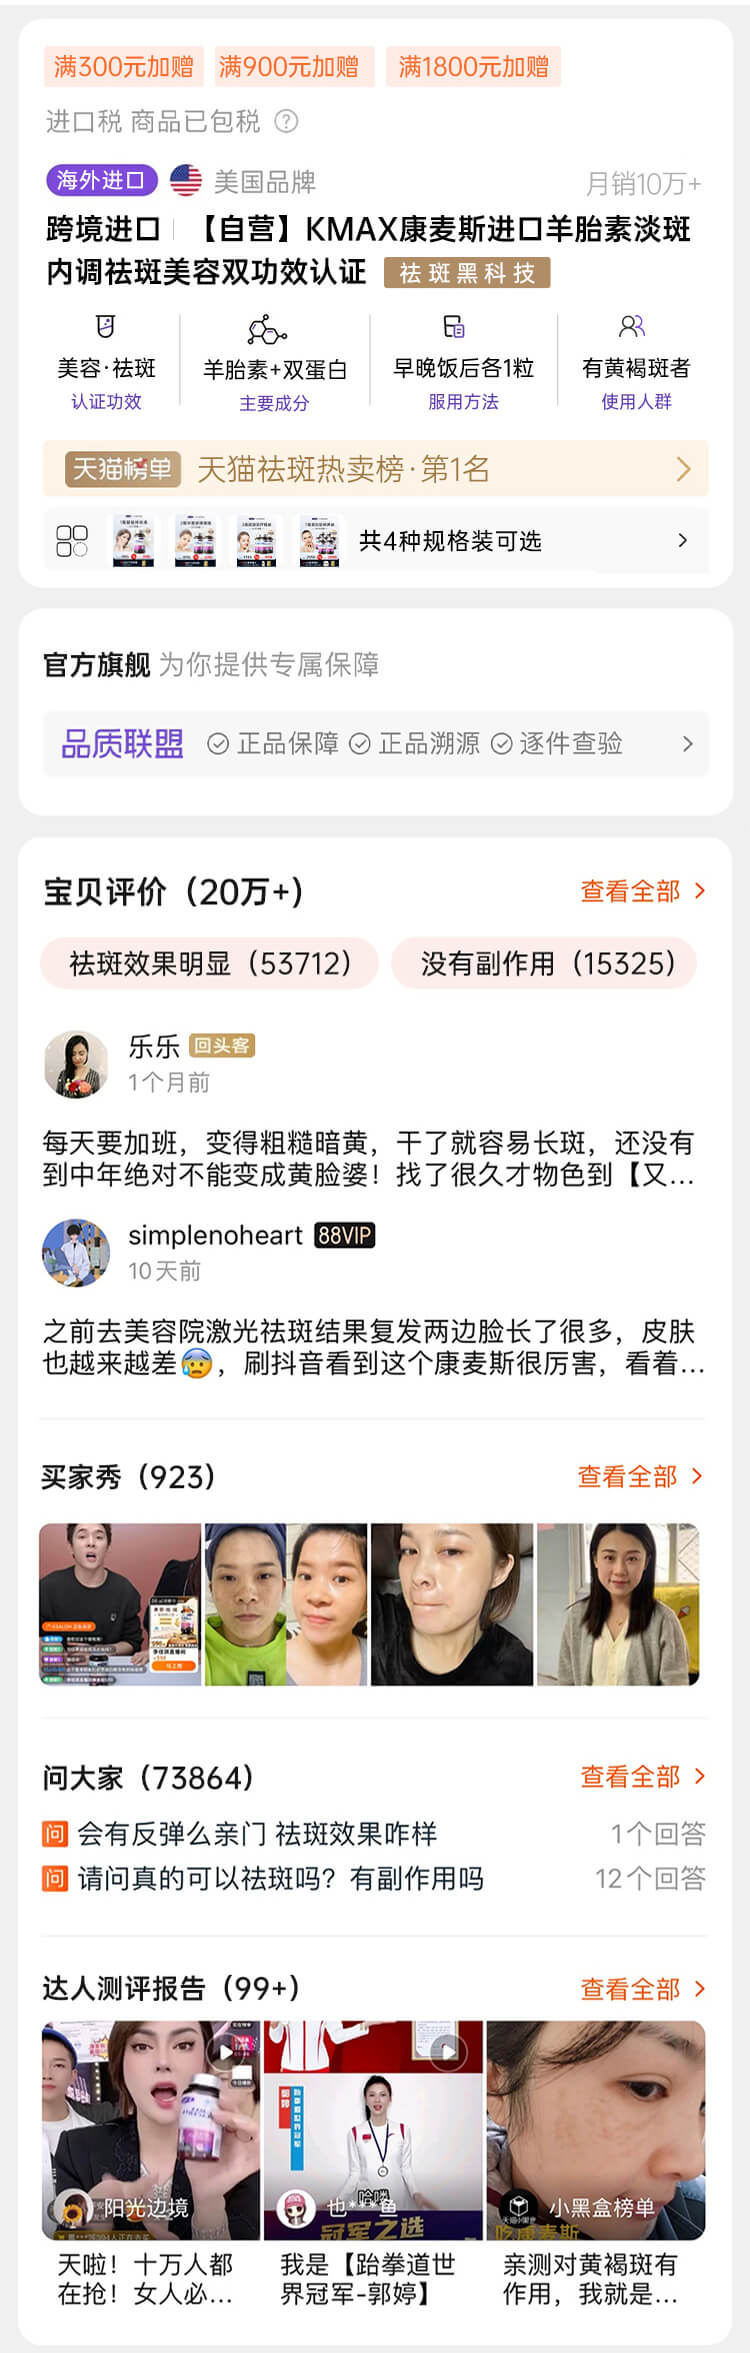 满300元加赠 满900元加赠 满1800元加赠
进口税 商品已包税
海外进口 美国品牌 月销10万+
跨境进口 【自营】KMAX康麦斯进口羊胎素淡斑
内调祛斑美容双功效认证 祛斑黑科技
美容·祛斑 羊胎素+双蛋白 早晚饭后各1粒 有黄褐斑者
认证功效 主要成分 服用方法 使用人群
天猫榜单 天猫祛斑热卖榜·第1名
共4种规格装可选
官方旗舰 为你提供专属保障
品质联盟 正品保障 正品溯源 逐件查验
宝贝评价（20万+） 查看全部
祛斑效果明显（53712） 没有副作用（15325）
乐乐 回头客
1个月前
每天要加班，变得粗糙暗黄，干了就容易长斑，还没有
到中年绝对不能变成黄脸婆！找了很久才物色到【又...
simplenoheart 88VIP
10天前
之前去美容院激光祛斑结果复发两边脸长了很多，皮肤
也越来越差😰，刷抖音看到这个康麦斯很厉害，看着...
买家秀（923） 查看全部
问大家（73864） 查看全部
问 会有反弹么亲门 祛斑效果咋样 1个回答
问 请问真的可以祛斑吗？有副作用吗 12个回答
达人测评报告（99+） 查看全部
阳光边境 也***鱼 小黑盒榜单
冠军之选 吃康麦斯
天啦！十万人都 我是【跆拳道世 亲测对黄褐斑有
在抢！女人必... 界冠军-郭婷】 作用，我就是...